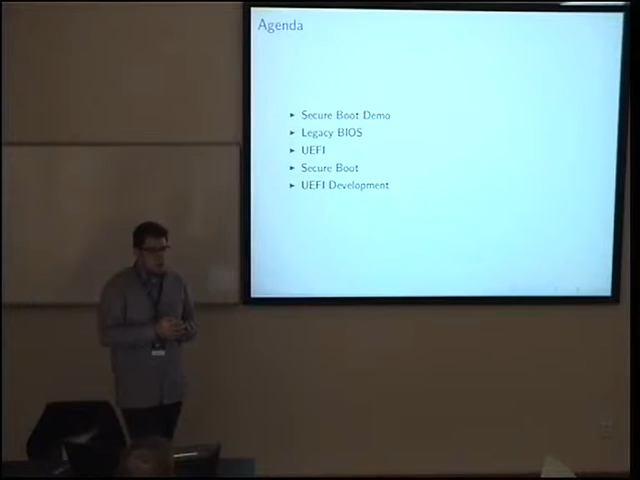 Agenda
▸ Secure Boot Demo
▸ Legacy BIOS
▸ UEFI
▸ Secure Boot
▸ UEFI Development